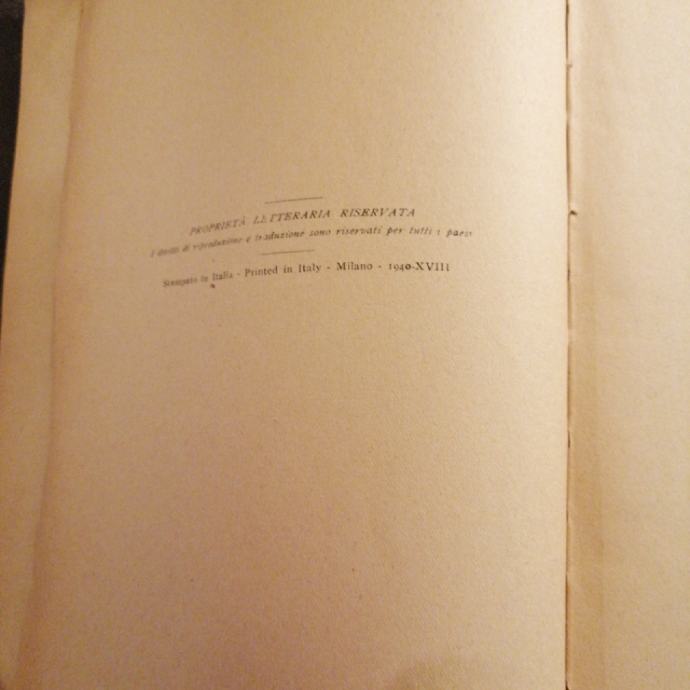 PROPRIETÀ LETTERARIA RISERVATA
I diritti di riproduzione e traduzione sono riservati per tutti i paesi
Stampato in Italia - Printed in Italy - Milano - 1940-XVIII